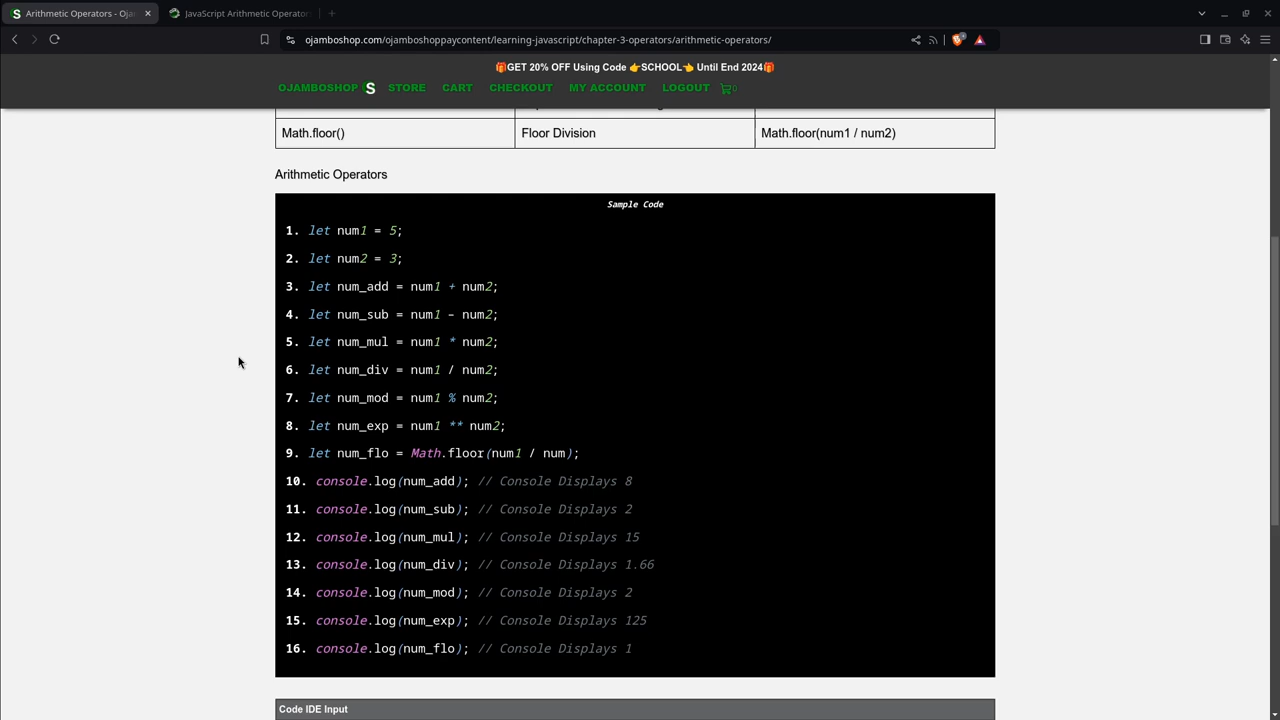 Arithmetic Operators - Oja
JavaScript Arithmetic Operator
ojamboshop.com/ojamboshoppaycontent/learning-javascript/chapter-3-operators/arithmetic-operators/
🎁GET 20% OFF Using Code 👉SCHOOL👈 Until End 2024🎁
OJAMBOSHOP S STORE CART CHECKOUT MY ACCOUNT LOGOUT 0
Math.floor() Floor Division Math.floor(num1 / num2)
Arithmetic Operators
Sample Code
1. let num1 = 5;
2. let num2 = 3;
3. let num_add = num1 + num2;
4. let num_sub = num1 - num2;
5. let num_mul = num1 * num2;
6. let num_div = num1 / num2;
7. let num_mod = num1 % num2;
8. let num_exp = num1 ** num2;
9. let num_flo = Math.floor(num1 / num);
10. console.log(num_add); // Console Displays 8
11. console.log(num_sub); // Console Displays 2
12. console.log(num_mul); // Console Displays 15
13. console.log(num_div); // Console Displays 1.66
14. console.log(num_mod); // Console Displays 2
15. console.log(num_exp); // Console Displays 125
16. console.log(num_flo); // Console Displays 1
Code IDE Input